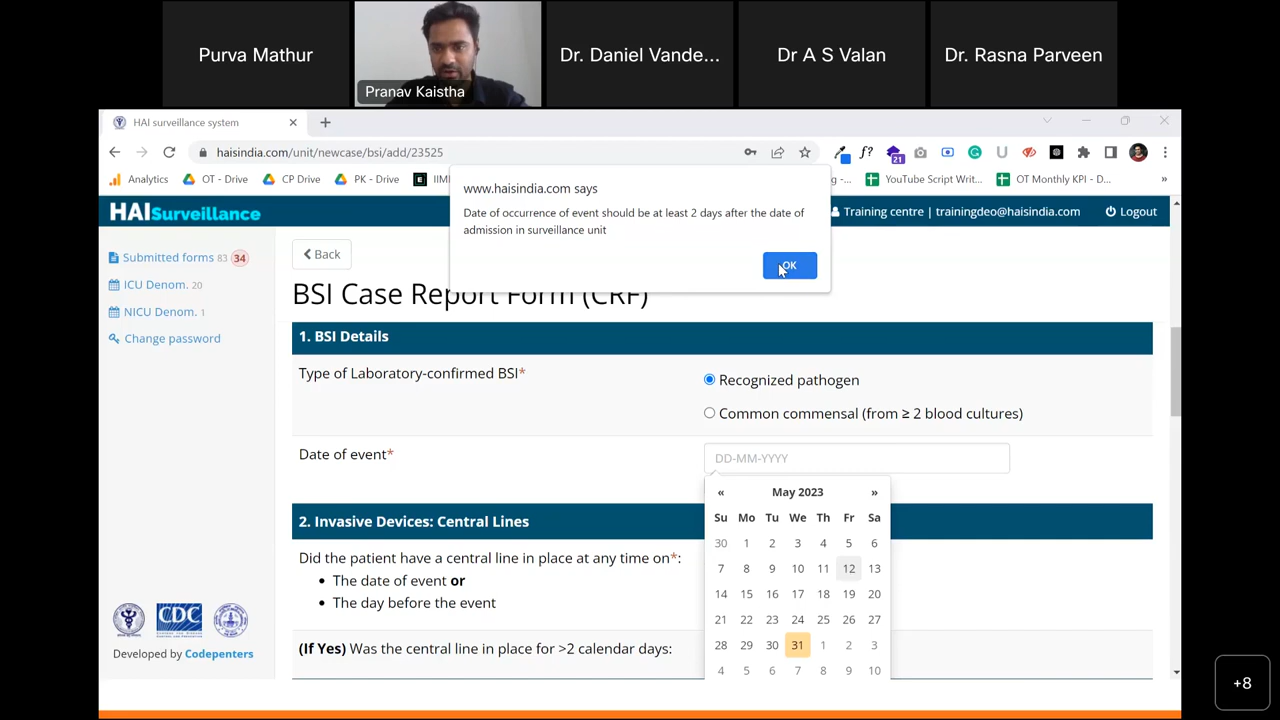 Purva Mathur
Pranav Kaistha
Dr. Daniel Vande...
Dr A S Valan
Dr. Rasna Parveen
HAI surveillance system
haisindia.com/unit/newcase/bsi/add/23525
21
Analytics
OT - Drive
CP Drive
PK - Drive
IIM
g -...
YouTube Script Writ...
OT Monthly KPI - D...
»
www.haisindia.com says
Date of occurrence of event should be at least 2 days after the date of
admission in surveillance unit
OK
HAISurveillance
Training centre | trainingdeo@haisindia.com
Logout
Submitted forms 83 34
ICU Denom. 20
NICU Denom. 1
Change password
Back
BSI Case Report Form (CRF)
1. BSI Details
Type of Laboratory-confirmed BSI*
Recognized pathogen
Common commensal (from ≥ 2 blood cultures)
Date of event*
DD-MM-YYYY
« May 2023 »
Su Mo Tu We Th Fr Sa
30 1 2 3 4 5 6
7 8 9 10 11 12 13
14 15 16 17 18 19 20
21 22 23 24 25 26 27
28 29 30 31 1 2 3
4 5 6 7 8 9 10
2. Invasive Devices: Central Lines
Did the patient have a central line in place at any time on*:
• The date of event or
• The day before the event
(If Yes) Was the central line in place for >2 calendar days:
CDC
Developed by Codepenters
+8